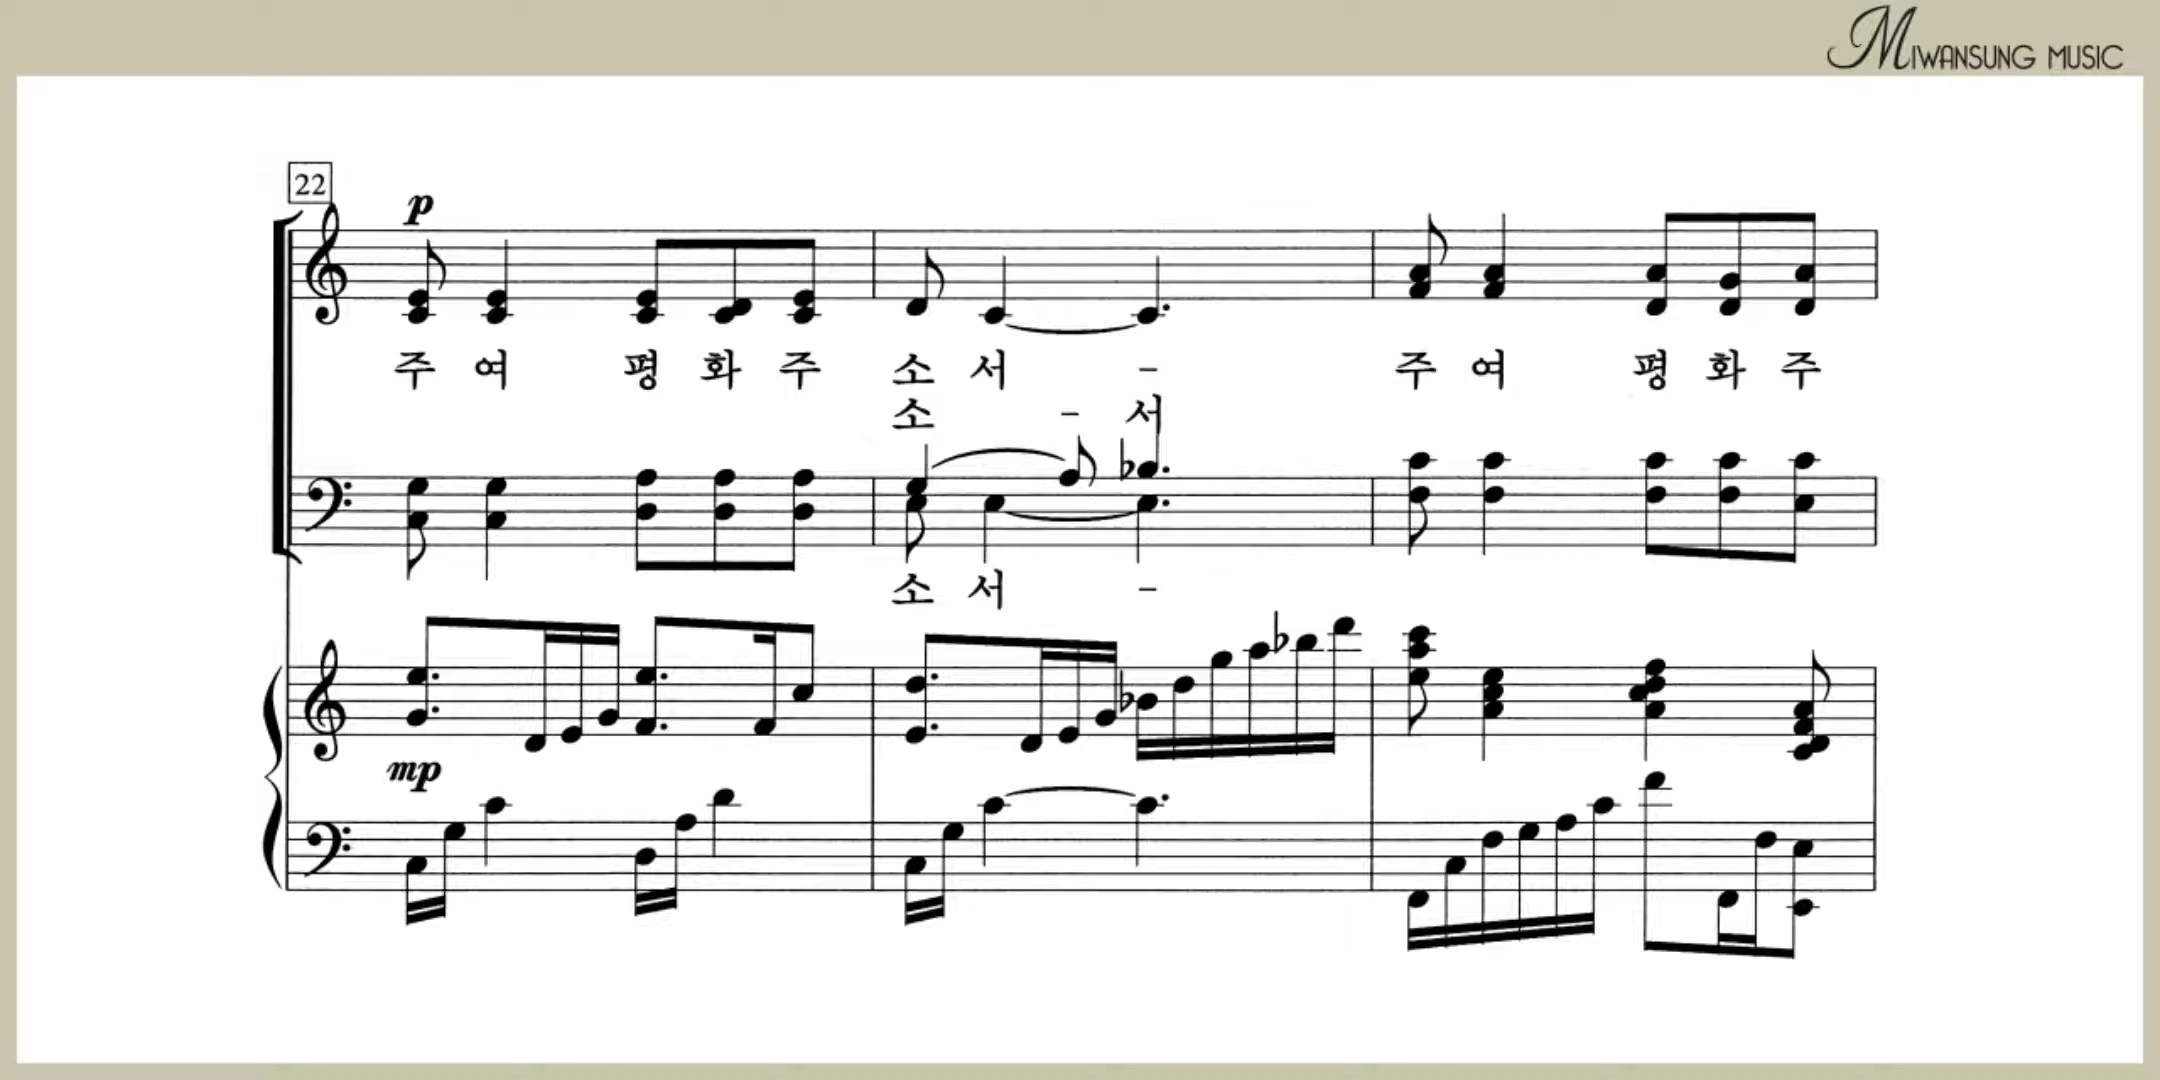 MIWANSUNG MUSIC
22
p
주 여 평 화 주 소 서 - 주 여 평 화 주
소 - 서
소 서 -
mp